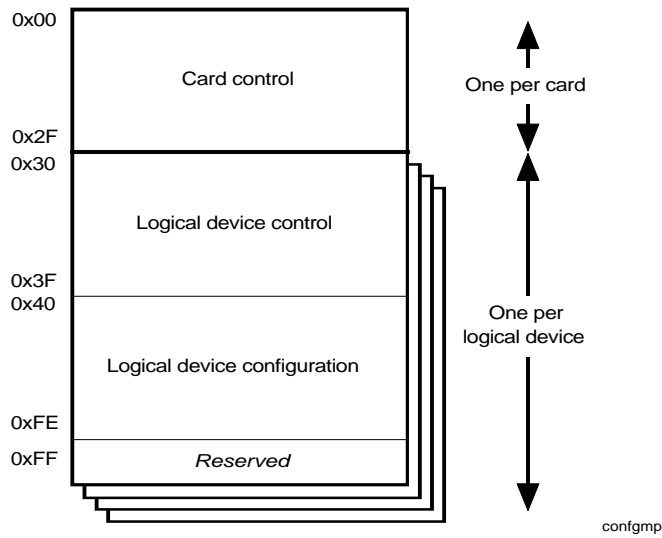 0x00
Card control
One per card
0x2F
0x30
Logical device control
0x3F
0x40
One per
logical device
Logical device configuration
0xFE
0xFF
Reserved
confgmp